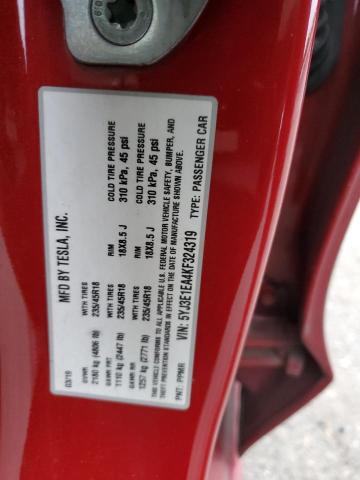 MFD BY TESLA, INC.
03/19
GVWR 2180 kg (4806 lb)
WITH TIRES 235/45R18
RIM 18X8.5 J
COLD TIRE PRESSURE 310 kPa, 45 psi
GAWR FRT 1110 kg (2447 lb)
WITH TIRES 235/45R18
RIM 18X8.5 J
COLD TIRE PRESSURE 310 kPa, 45 psi
GAWR RR 1257 kg (2771 lb)
THIS VEHICLE CONFORMS TO ALL APPLICABLE U.S. FEDERAL MOTOR VEHICLE SAFETY, BUMPER, AND
THEFT PREVENTION STANDARDS IN EFFECT ON THE DATE OF MANUFACTURE SHOWN ABOVE.
VIN: 5YJ3E1EA4KF324319 TYPE: PASSENGER CAR
PNT: PPMR